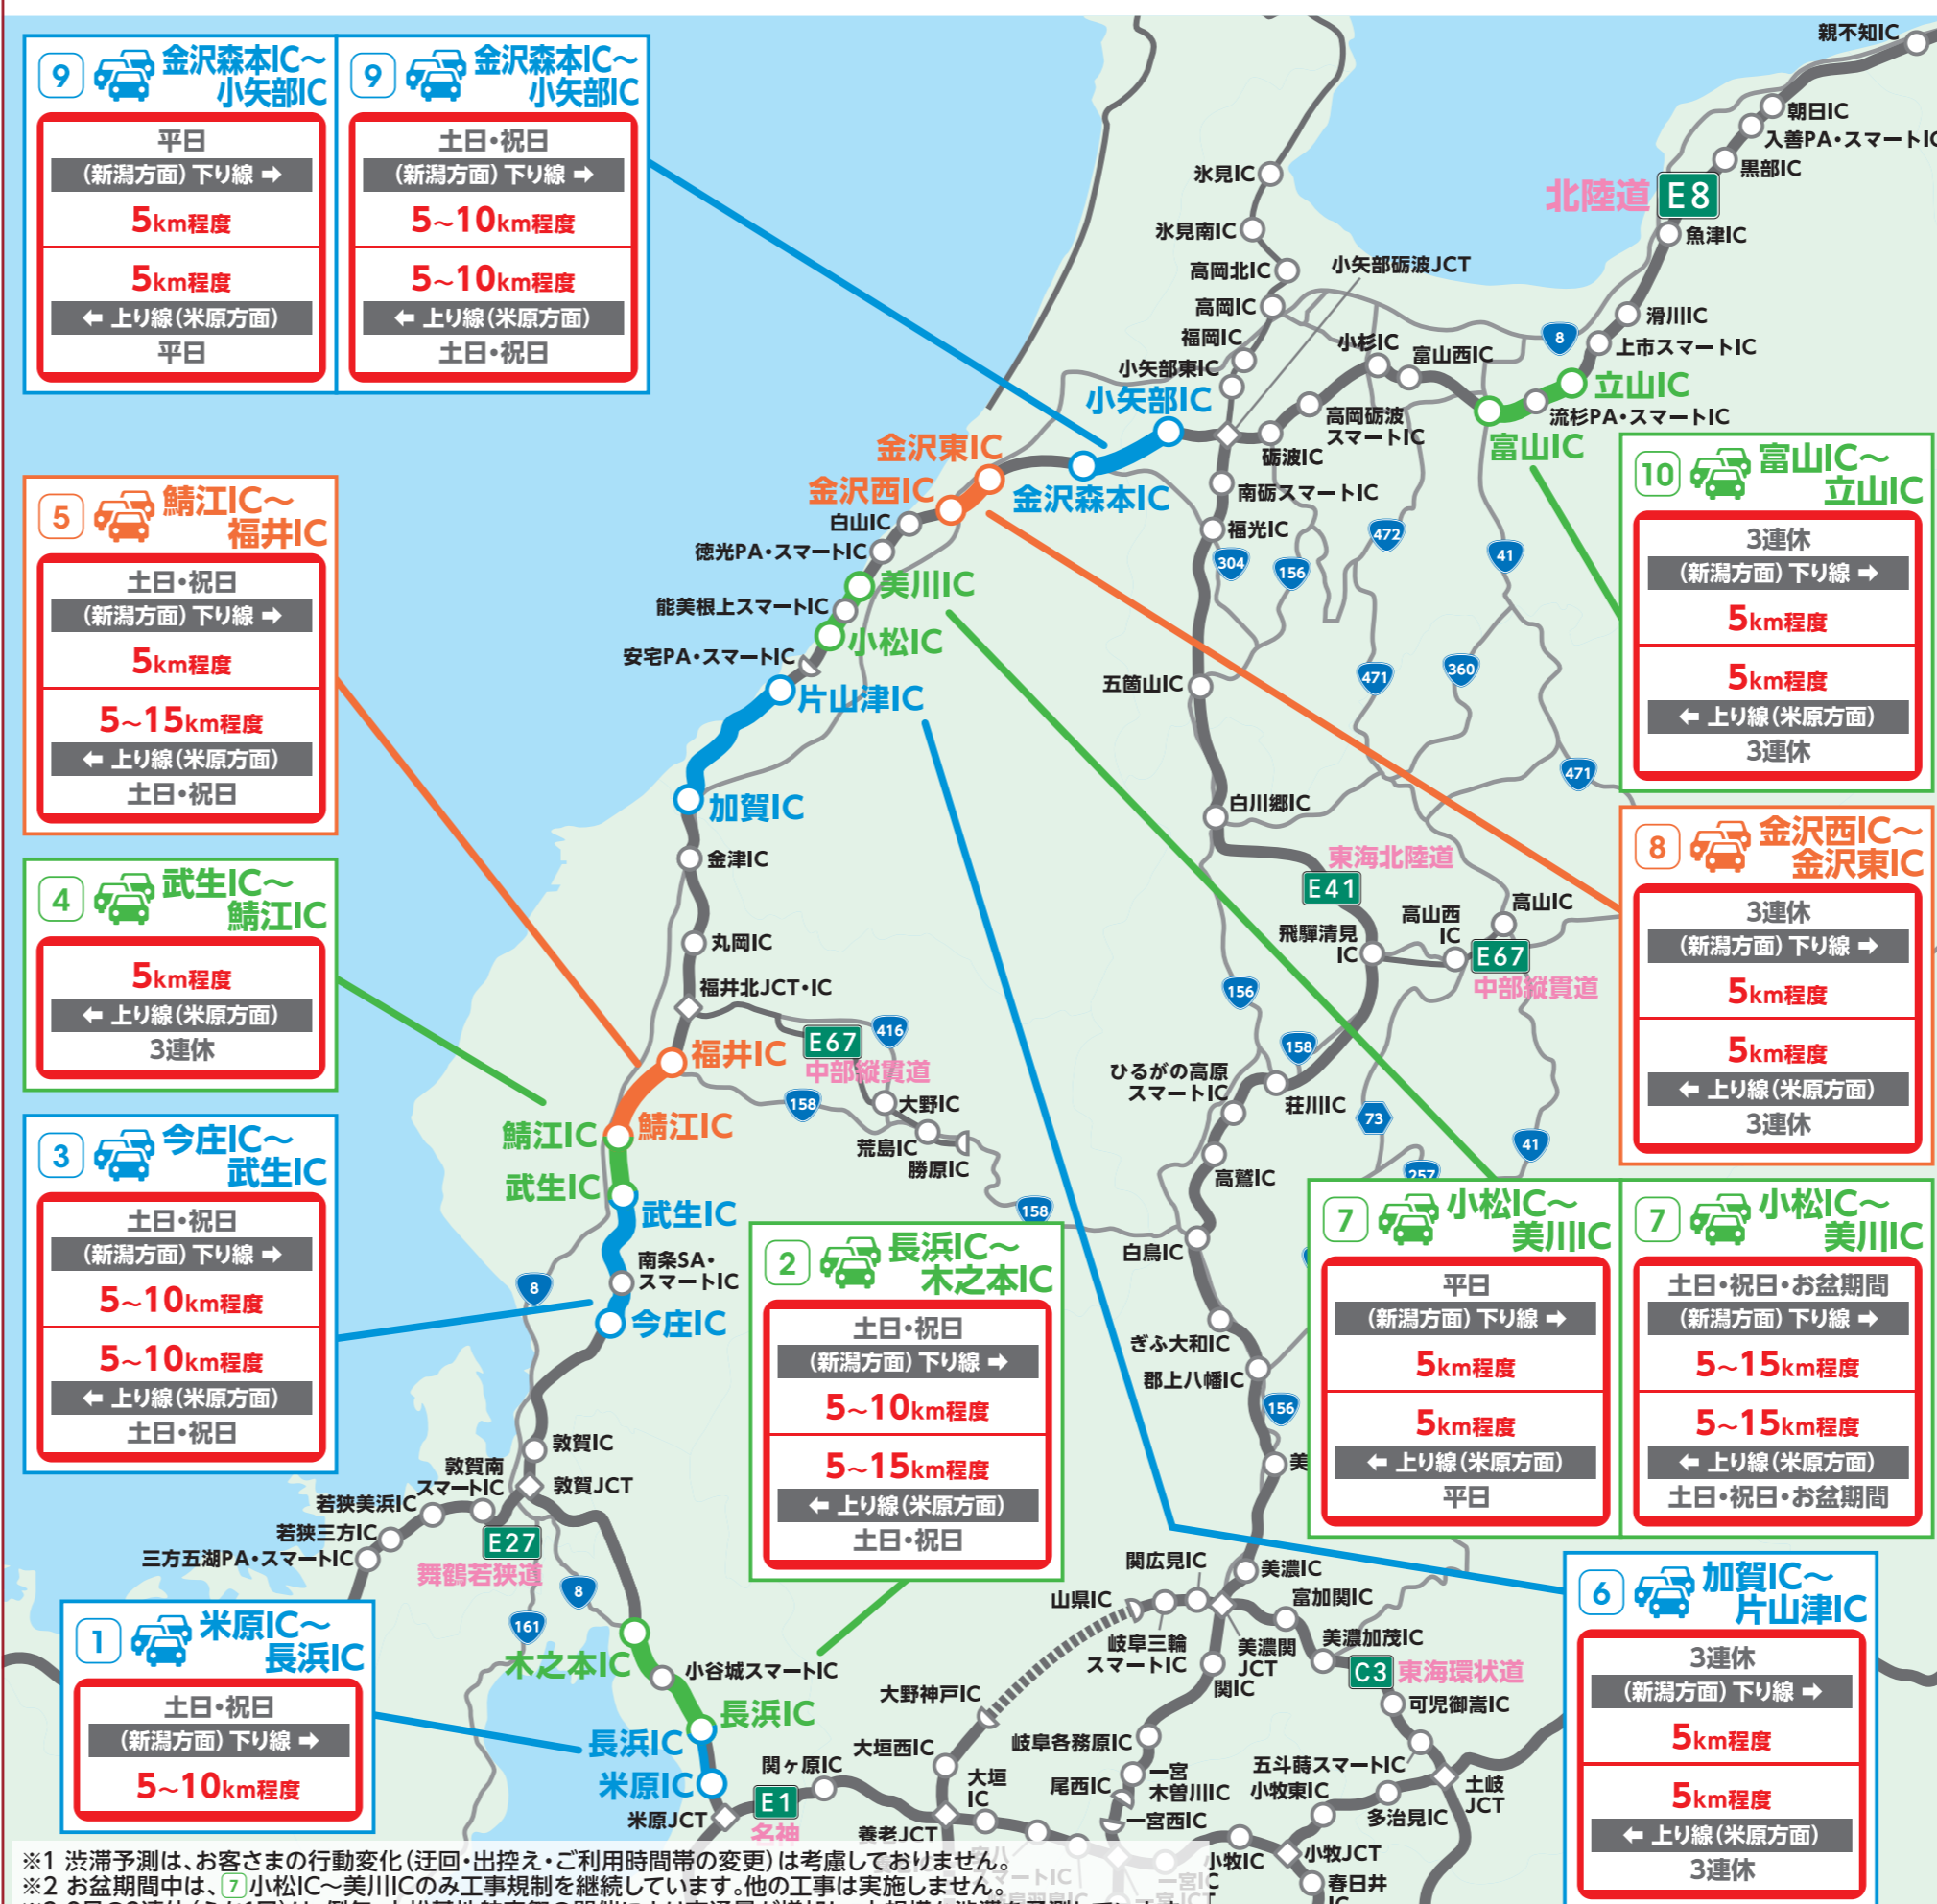 9 金沢森本IC～
小矢部IC
平日
(新潟方面)下り線 ➡
5km程度
5km程度
⬅ 上り線(米原方面)
平日
9 金沢森本IC～
小矢部IC
土日・祝日
(新潟方面)下り線 ➡
5～10km程度
5～10km程度
⬅ 上り線(米原方面)
土日・祝日
5 鯖江IC～
福井IC
土日・祝日
(新潟方面)下り線 ➡
5km程度
5～15km程度
⬅ 上り線(米原方面)
土日・祝日
4 武生IC～
鯖江IC
5km程度
⬅ 上り線(米原方面)
3連休
3 今庄IC～
武生IC
土日・祝日
(新潟方面)下り線 ➡
5～10km程度
5～10km程度
⬅ 上り線(米原方面)
土日・祝日
1 米原IC～
長浜IC
土日・祝日
(新潟方面)下り線 ➡
5～10km程度
2 長浜IC～
木之本IC
土日・祝日
(新潟方面)下り線 ➡
5～10km程度
5～15km程度
⬅ 上り線(米原方面)
土日・祝日
10 富山IC～
立山IC
3連休
(新潟方面)下り線 ➡
5km程度
5km程度
⬅ 上り線(米原方面)
3連休
8 金沢西IC～
金沢東IC
3連休
(新潟方面)下り線 ➡
5km程度
5km程度
⬅ 上り線(米原方面)
3連休
7 小松IC～
美川IC
平日
(新潟方面)下り線 ➡
5km程度
5km程度
⬅ 上り線(米原方面)
平日
7 小松IC～
美川IC
土日・祝日・お盆期間
(新潟方面)下り線 ➡
5～15km程度
5～15km程度
⬅ 上り線(米原方面)
土日・祝日・お盆期間
6 加賀IC～
片山津IC
3連休
(新潟方面)下り線 ➡
5km程度
5km程度
⬅ 上り線(米原方面)
3連休
親不知IC
朝日IC
入善PA・スマートIC
黒部IC
北陸道 E8
魚津IC
滑川IC
上市スマートIC
立山IC
流杉PA・スマートIC
富山IC
富山西IC
小杉IC
8
高岡砺波
スマートIC
砺波IC
小矢部砺波JCT
氷見IC
氷見南IC
高岡北IC
高岡IC
福岡IC
小矢部東IC
小矢部IC
金沢森本IC
金沢東IC
金沢西IC
白山IC
徳光PA・スマートIC
美川IC
能美根上スマートIC
小松IC
安宅PA・スマートIC
片山津IC
加賀IC
金津IC
丸岡IC
福井北JCT・IC
E67
中部縦貫道
416
158
大野IC
荒島IC
勝原IC
158
福井IC
鯖江IC
鯖江IC
武生IC
武生IC
南条SA・
スマートIC
今庄IC
8
敦賀IC
敦賀JCT
敦賀南
スマートIC
若狭美浜IC
若狭三方IC
三方五湖PA・スマートIC
E27
舞鶴若狭道
8
161
木之本IC
小谷城スマートIC
長浜IC
長浜IC
米原IC
米原JCT
E1
名神
関ヶ原IC
南砺スマートIC
福光IC
304
156
472
41
471
360
471
五箇山IC
白川郷IC
東海北陸道
E41
飛騨清見
IC
高山西
IC
高山IC
E67
中部縦貫道
156
158
ひるがの高原
スマートIC
荘川IC
73
41
257
高鷲IC
白鳥IC
ぎふ大和IC
郡上八幡IC
156
美
美濃IC
関広見IC
山県IC
岐阜三輪
スマートIC
富加関IC
美濃関
JCT
美濃加茂IC
C3
東海環状道
関IC
可児御嵩IC
大野神戸IC
大垣西IC
岐阜各務原IC
五斗蒔スマートIC
大垣
IC
尾西IC
一宮
木曽川IC
小牧東IC
土岐
JCT
多治見IC
一宮西IC
養老JCT
小牧IC
小牧JCT
一宮IC
春日井
※1 渋滞予測は、お客さまの行動変化(迂回・出控え・ご利用時間帯の変更)は考慮しておりません。
※2 お盆期間中は、7小松IC～美川ICのみ工事規制を継続しています。他の工事は実施しません。